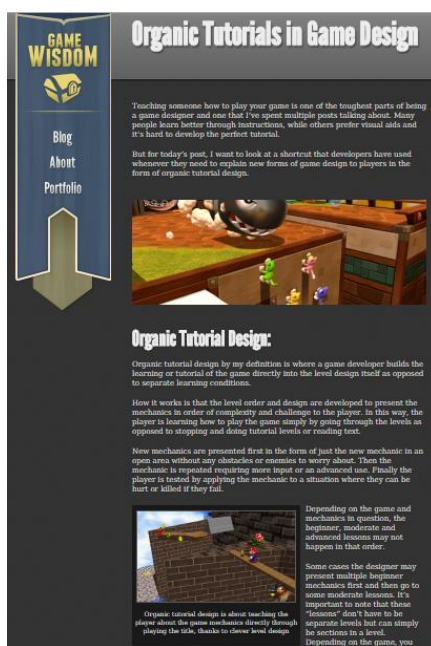 GAME
WISDOM
Blog
About
Portfolio
Organic Tutorials in Game Design
Teaching someone how to play your game is one of the toughest parts of being
a game designer and one that I've spent multiple posts talking about. Many
people learn better through instructions, while others prefer visual aids and
it's hard to develop the perfect tutorial.
But for today's post, I want to look at a shortcut that developers have used
whenever they need to explain new forms of game design to players in the
form of organic tutorial design.
Organic Tutorial Design:
Organic tutorial design by my definition is where a game developer builds the
learning or tutorial of the game directly into the level design itself as opposed
to separate learning conditions.
How it works is that the level order and design are developed to present the
mechanics in order of complexity and challenge to the player. In this way, the
player is learning how to play the game simply by going through the levels as
opposed to stopping and doing tutorial levels or reading text.
New mechanics are presented first in the form of just the new mechanic in an
open area without any obstacles or enemies to worry about. Then the
mechanic is repeated requiring more input or an advanced use. Finally the
player is tested by applying the mechanic to a situation where they can be
hurt or killed if they fail.
Organic tutorial design is about teaching the
player about the game mechanics directly through
playing the title, thanks to clever level design
Depending on the game and
mechanics in question, the
beginner, moderate and
advanced lessons may not
happen in that order.
Some cases the designer may
present multiple beginner
mechanics first and then go to
some moderate lessons. It's
important to note that these
"lessons" don't have to be
separate levels but can simply
be sections in a level.
Depending on the game, you